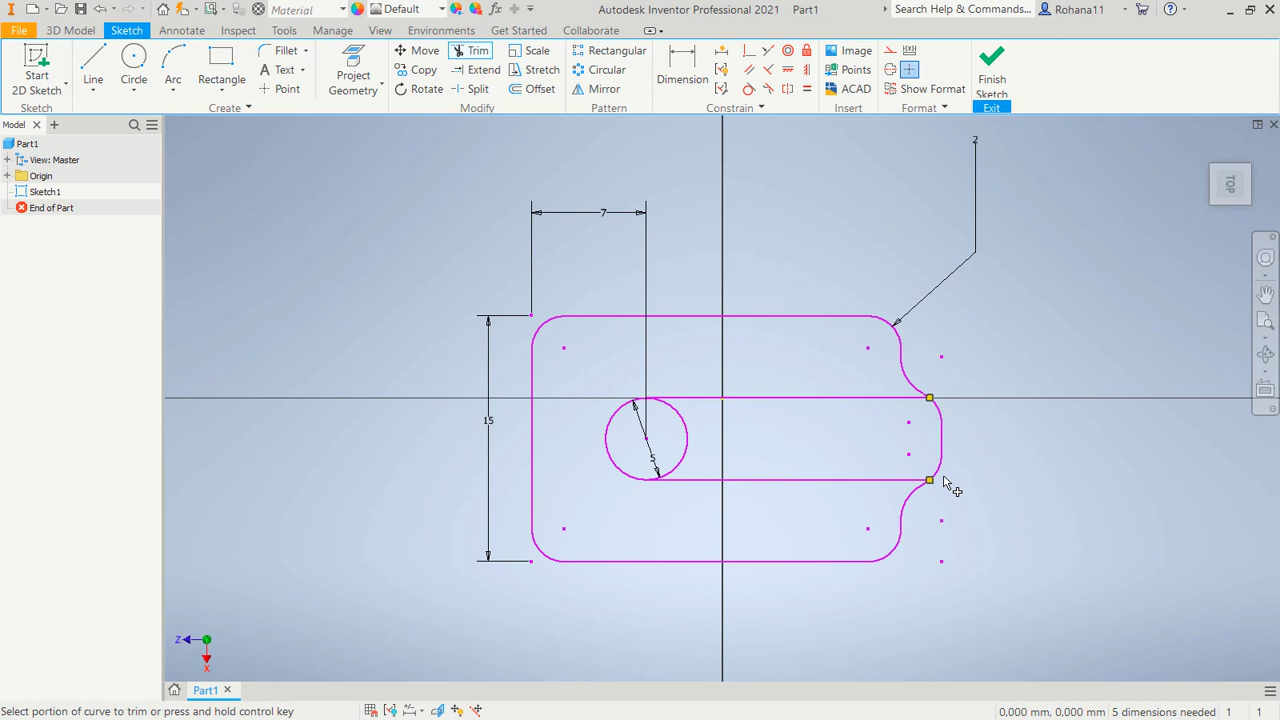 Material Default fx Autodesk Inventor Professional 2021 Part1 Search Help & Commands... Rohana11 ?
File 3D Model Sketch Annotate Inspect Tools Manage View Environments Get Started Collaborate
Start 2D Sketch
Line
Circle
Arc
Rectangle
Fillet
Text
Point
Project Geometry
Move
Copy
Rotate
Trim
Extend
Split
Scale
Stretch
Offset
Rectangular
Circular
Mirror
Dimension
Image
Points
ACAD
Show Format
Finish Sketch
Sketch Create Modify Pattern Constrain Insert Format Exit
Model
Part1
View: Master
Origin
Sketch1
End of Part
2
TOP
7
15
5
Z
X
Part1
Select portion of curve to trim or press and hold control key
0,000 mm, 0,000 mm 5 dimensions needed 1 1